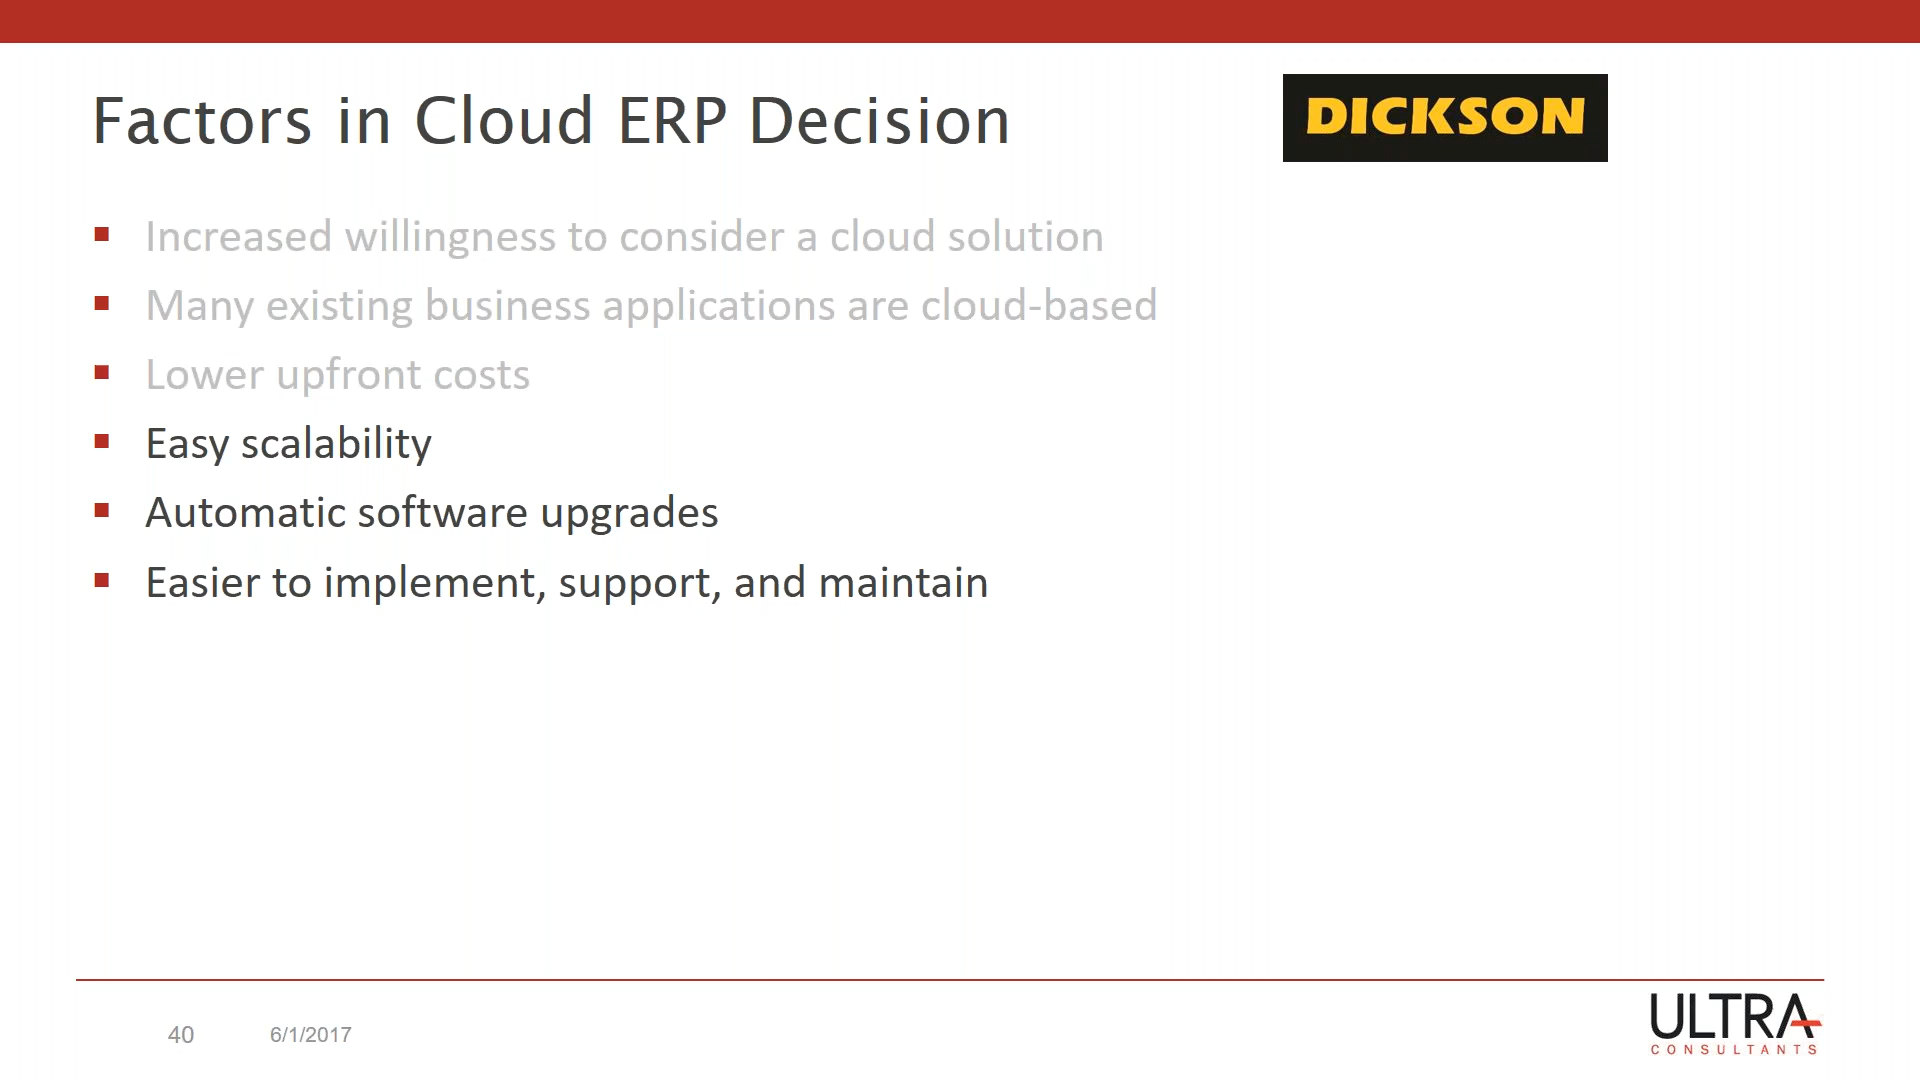 Factors in Cloud ERP Decision
DICKSON
Increased willingness to consider a cloud solution
Many existing business applications are cloud-based
Lower upfront costs
Easy scalability
Automatic software upgrades
Easier to implement, support, and maintain
40 6/1/2017
ULTRA
CONSULTANTS